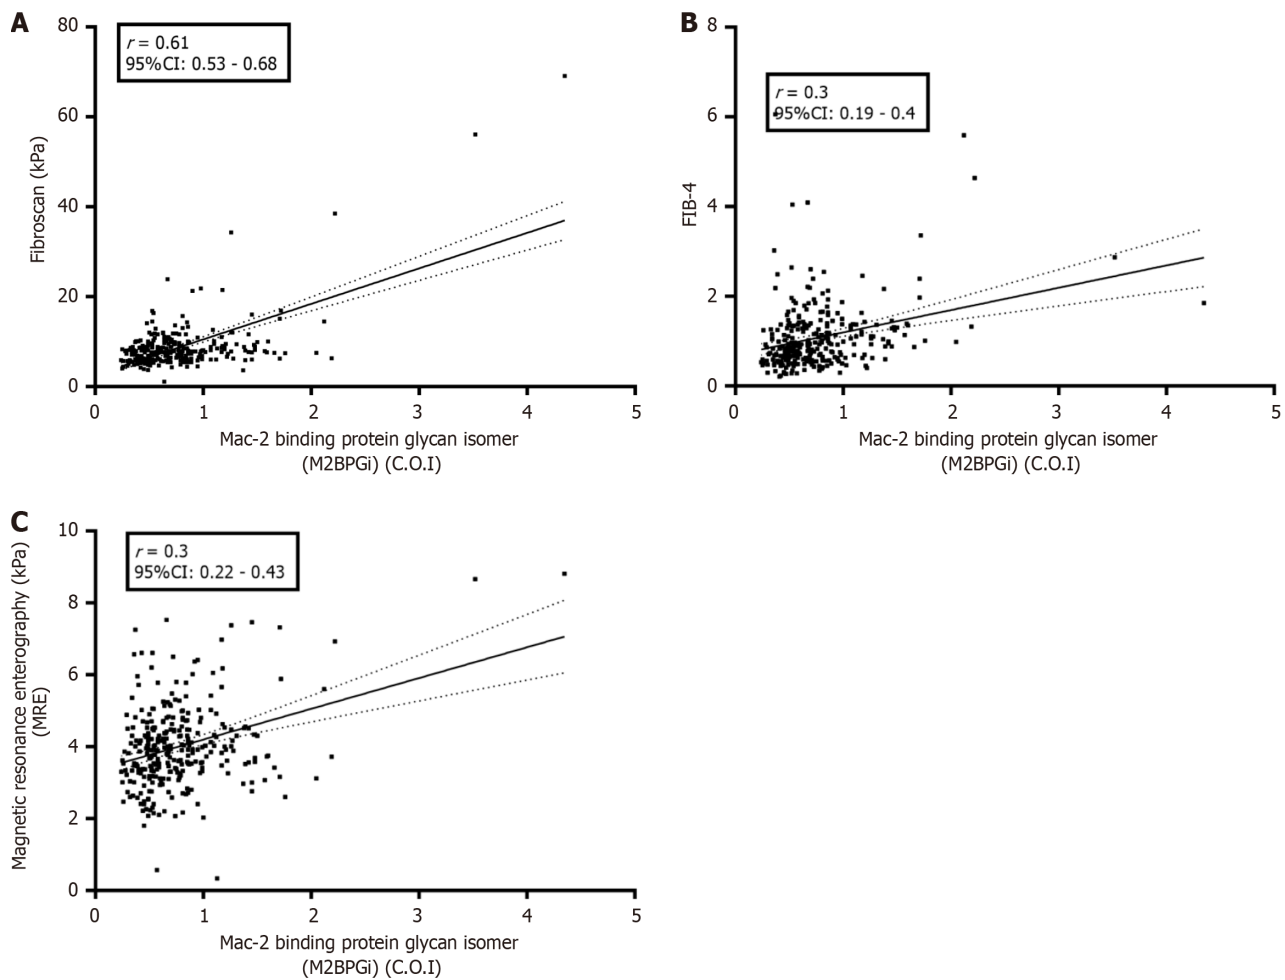 A
80
60
40
20
0
Fibroscan (kPa)
r = 0.61
95%CI: 0.53 - 0.68
0 1 2 3 4 5
Mac-2 binding protein glycan isomer
(M2BPGi) (C.O.I)
B
8
6
4
2
0
FIB-4
r = 0.3
95%CI: 0.19 - 0.4
0 1 2 3 4 5
Mac-2 binding protein glycan isomer
(M2BPGi) (C.O.I)
C
10
8
6
4
2
0
Magnetic resonance enterography (kPa)
(MRE)
r = 0.3
95%CI: 0.22 - 0.43
0 1 2 3 4 5
Mac-2 binding protein glycan isomer
(M2BPGi) (C.O.I)